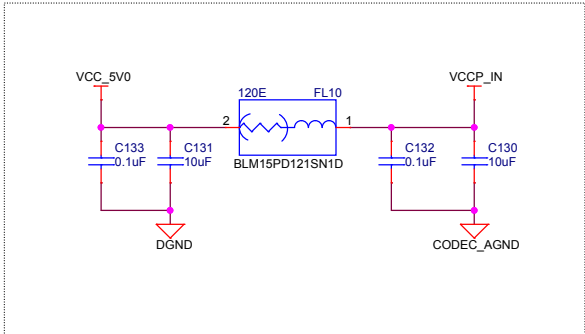 VCC_5V0
VCCP_IN
120E
FL10
2
1
BLM15PD121SN1D
C133
0.1uF
C131
10uF
C132
0.1uF
C130
10uF
DGND
CODEC_AGND